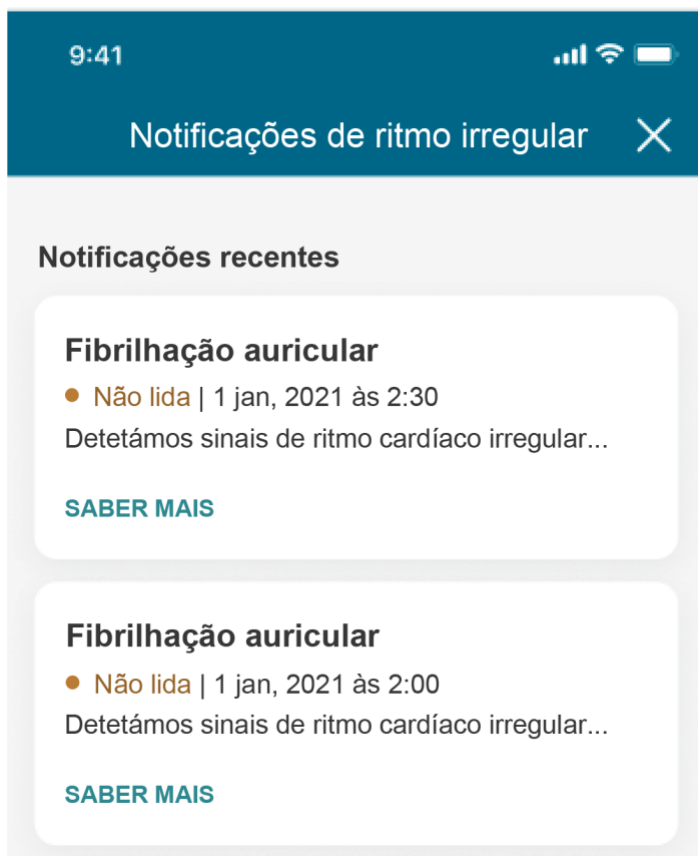 9:41
Notificações de ritmo irregular
Notificações recentes
Fibrilhação auricular
Não lida | 1 jan, 2021 às 2:30
Detetámos sinais de ritmo cardíaco irregular...
SABER MAIS
Fibrilhação auricular
Não lida | 1 jan, 2021 às 2:00
Detetámos sinais de ritmo cardíaco irregular...
SABER MAIS